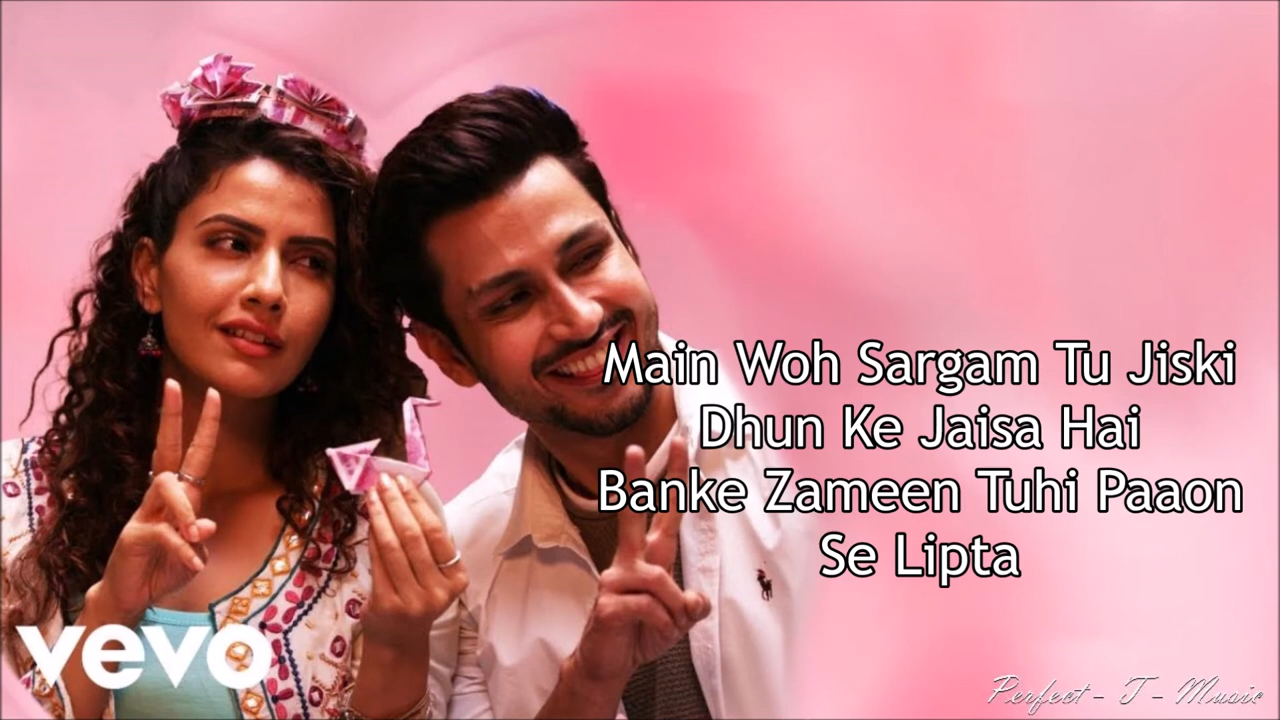 Main Woh Sargam Tu Jiski
Dhun Ke Jaisa Hai
Banke Zameen Tuhi Paaon
Se Lipta
vevo
Perfect - T - Music